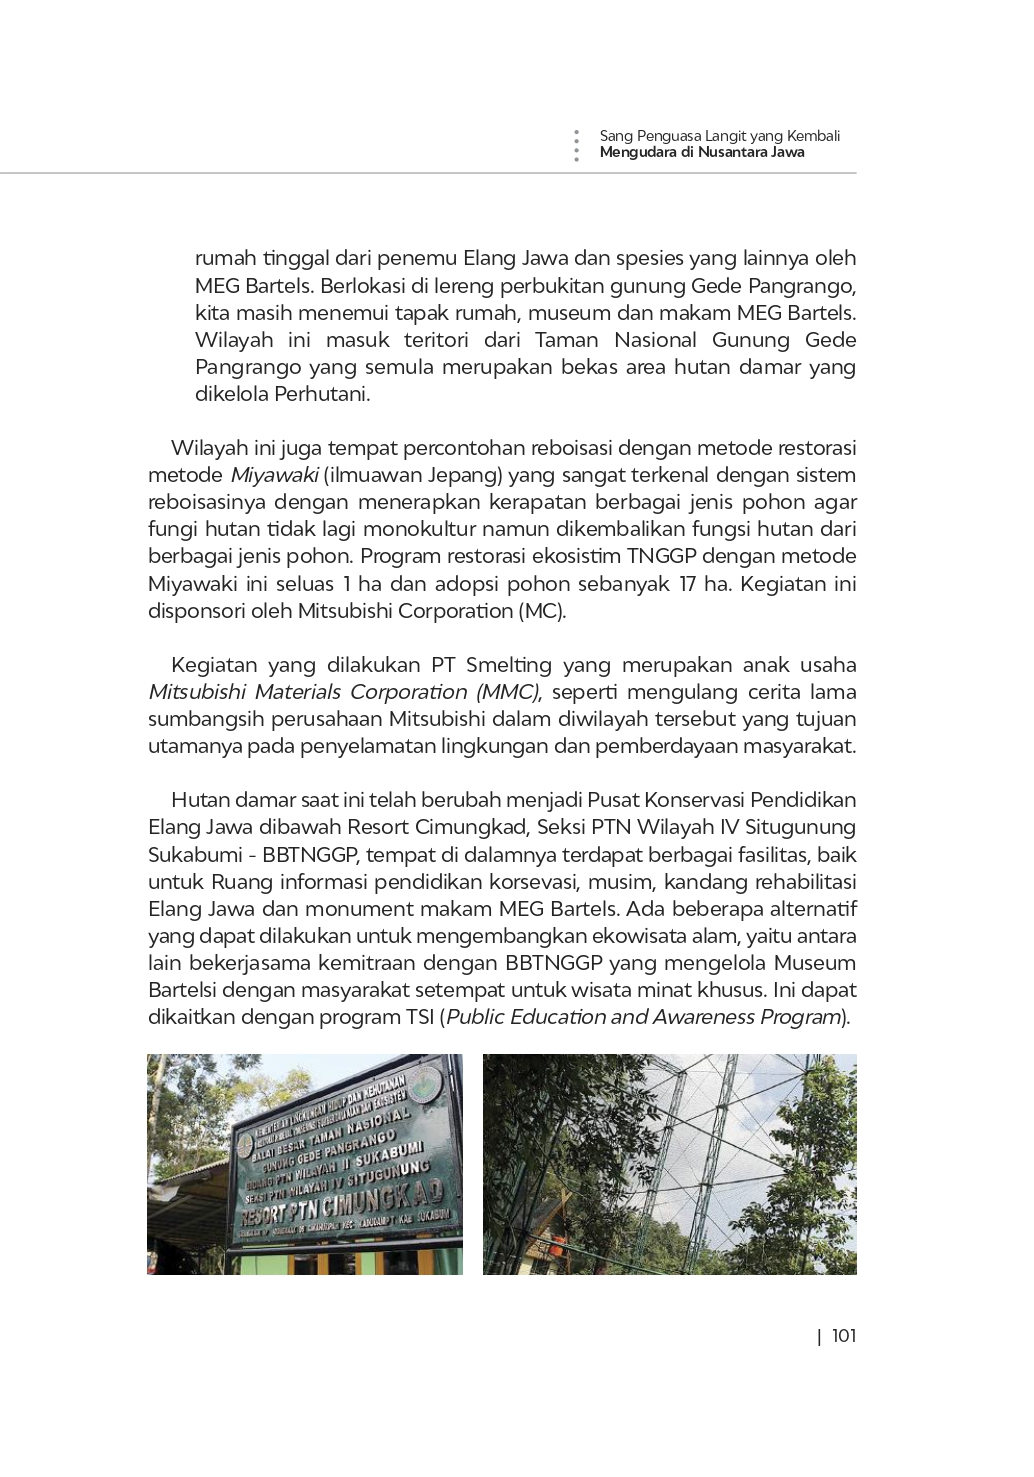 Sang Penguasa Langit yang Kembali
Mengudara di Nusantara Jawa
rumah tinggal dari penemu Elang Jawa dan spesies yang lainnya oleh
MEG Bartels. Berlokasi di lereng perbukitan gunung Gede Pangrango,
kita masih menemui tapak rumah, museum dan makam MEG Bartels.
Wilayah ini masuk teritori dari Taman Nasional Gunung Gede
Pangrango yang semula merupakan bekas area hutan damar yang
dikelola Perhutani.
Wilayah ini juga tempat percontohan reboisasi dengan metode restorasi
metode Miyawaki (ilmuawan Jepang) yang sangat terkenal dengan sistem
reboisasinya dengan menerapkan kerapatan berbagai jenis pohon agar
fungi hutan tidak lagi monokultur namun dikembalikan fungsi hutan dari
berbagai jenis pohon. Program restorasi ekosistim TNGGP dengan metode
Miyawaki ini seluas 1 ha dan adopsi pohon sebanyak 17 ha. Kegiatan ini
disponsori oleh Mitsubishi Corporation (MC).
Kegiatan yang dilakukan PT Smelting yang merupakan anak usaha
Mitsubishi Materials Corporation (MMC), seperti mengulang cerita lama
sumbangsih perusahaan Mitsubishi dalam diwilayah tersebut yang tujuan
utamanya pada penyelamatan lingkungan dan pemberdayaan masyarakat.
Hutan damar saat ini telah berubah menjadi Pusat Konservasi Pendidikan
Elang Jawa dibawah Resort Cimungkad, Seksi PTN Wilayah IV Situgunung
Sukabumi - BBTNGGP, tempat di dalamnya terdapat berbagai fasilitas, baik
untuk Ruang informasi pendidikan korsevasi, musim, kandang rehabilitasi
Elang Jawa dan monument makam MEG Bartels. Ada beberapa alternatif
yang dapat dilakukan untuk mengembangkan ekowisata alam, yaitu antara
lain bekerjasama kemitraan dengan BBTNGGP yang mengelola Museum
Bartelsi dengan masyarakat setempat untuk wisata minat khusus. Ini dapat
dikaitkan dengan program TSI (Public Education and Awareness Program).
KEMENTERIAN LINGKUNGAN HIDUP DAN KEHUTANAN
BALAI BESAR TAMAN NASIONAL
GUNUNG GEDE PANGRANGO
BIDANG PTN WILAYAH II SUKABUMI
SEKSI PTN WILAYAH IV SITUGUNUNG
RESORT PTN CIMUNGKAD
| 101